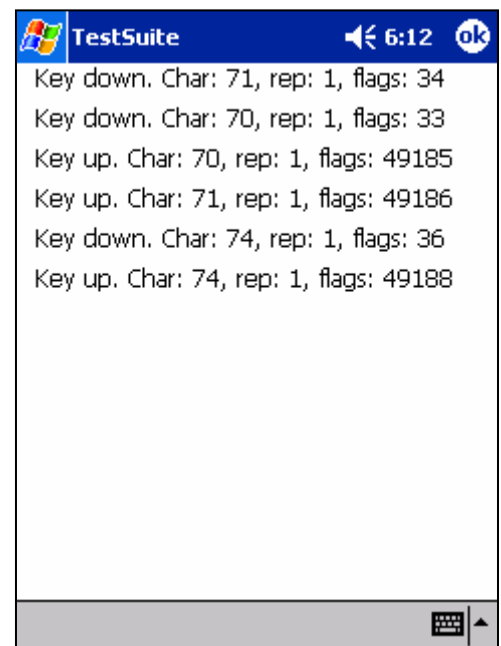 TestSuite 6:12 ok
Key down. Char: 71, rep: 1, flags: 34
Key down. Char: 70, rep: 1, flags: 33
Key up. Char: 70, rep: 1, flags: 49185
Key up. Char: 71, rep: 1, flags: 49186
Key down. Char: 74, rep: 1, flags: 36
Key up. Char: 74, rep: 1, flags: 49188